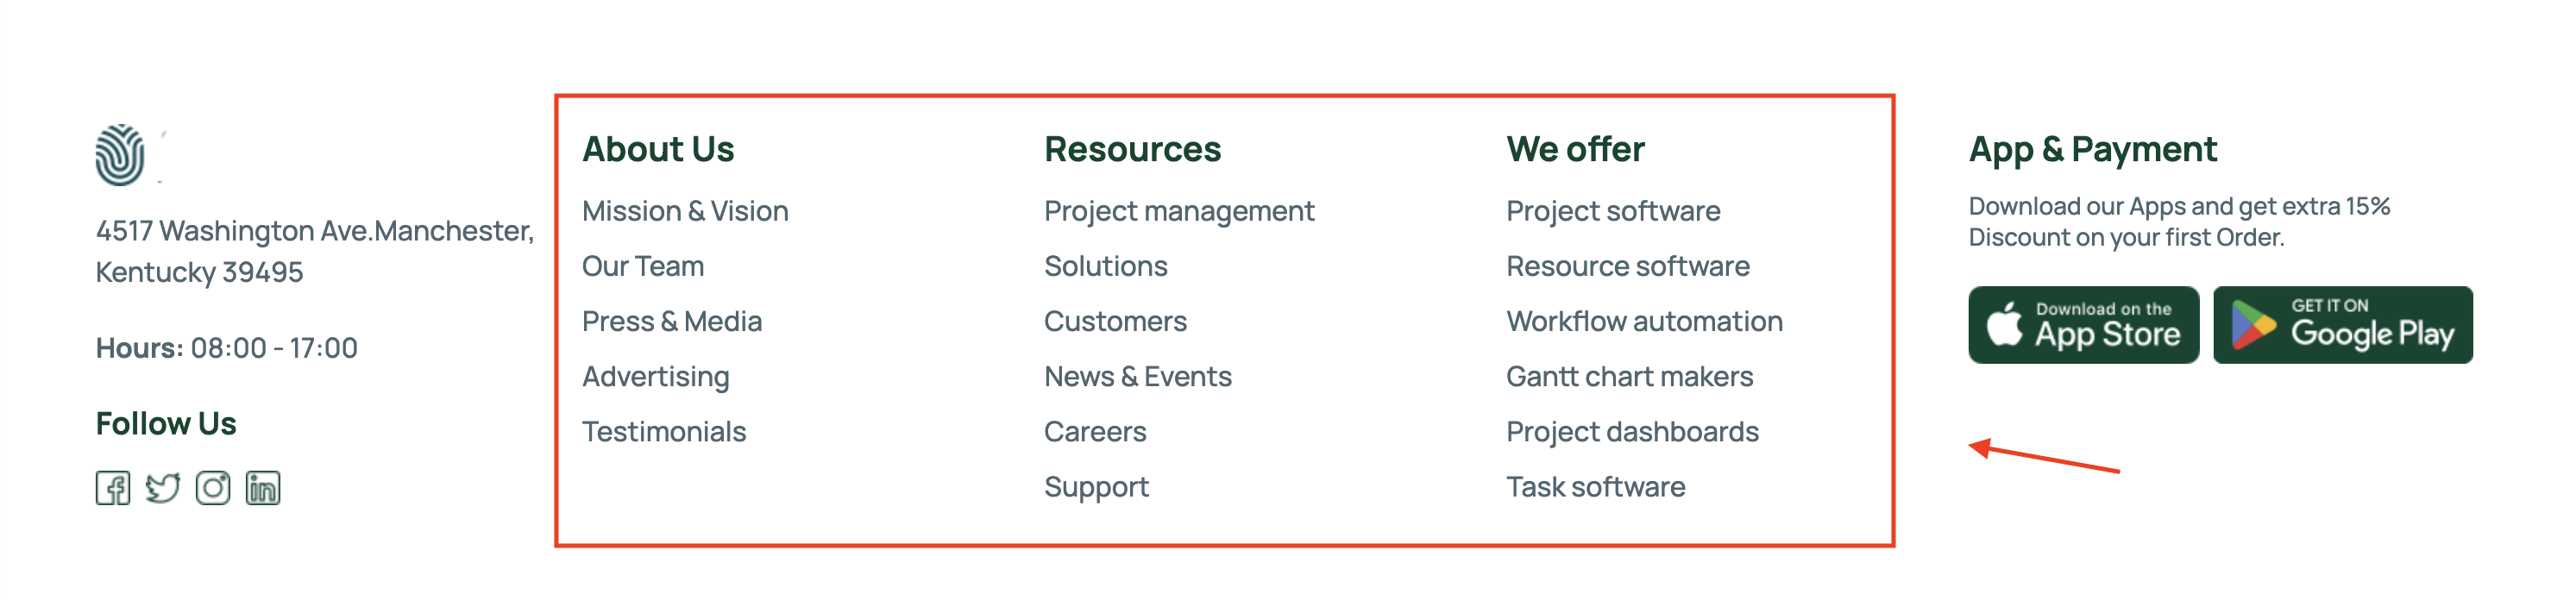 4517 Washington Ave.Manchester,
Kentucky 39495
Hours: 08:00 - 17:00
Follow Us
About Us
Mission & Vision
Our Team
Press & Media
Advertising
Testimonials
Resources
Project management
Solutions
Customers
News & Events
Careers
Support
We offer
Project software
Resource software
Workflow automation
Gantt chart makers
Project dashboards
Task software
App & Payment
Download our Apps and get extra 15%
Discount on your first Order.
Download on the
App Store
GET IT ON
Google Play